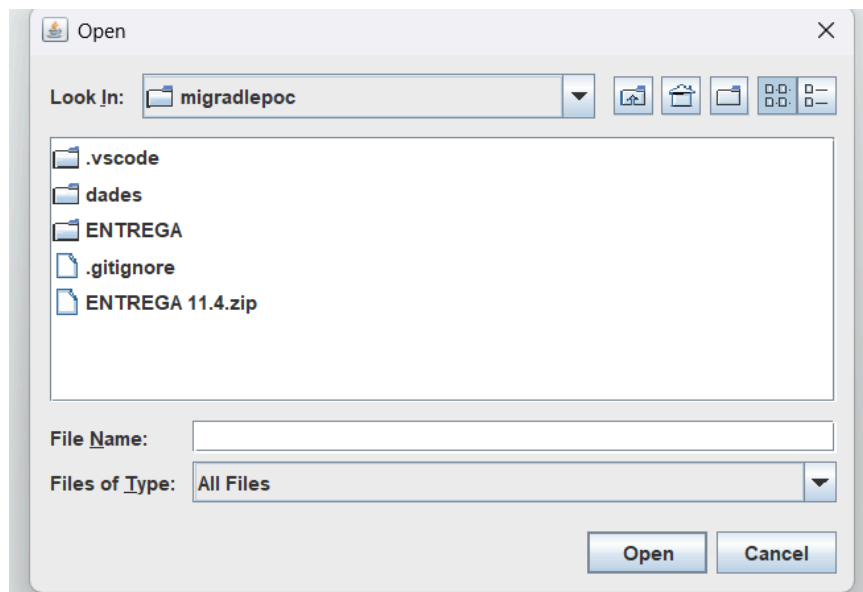 Open
Look In: migradlepoc
.vscode
dades
ENTREGA
.gitignore
ENTREGA 11.4.zip
File Name:
Files of Type: All Files
Open Cancel